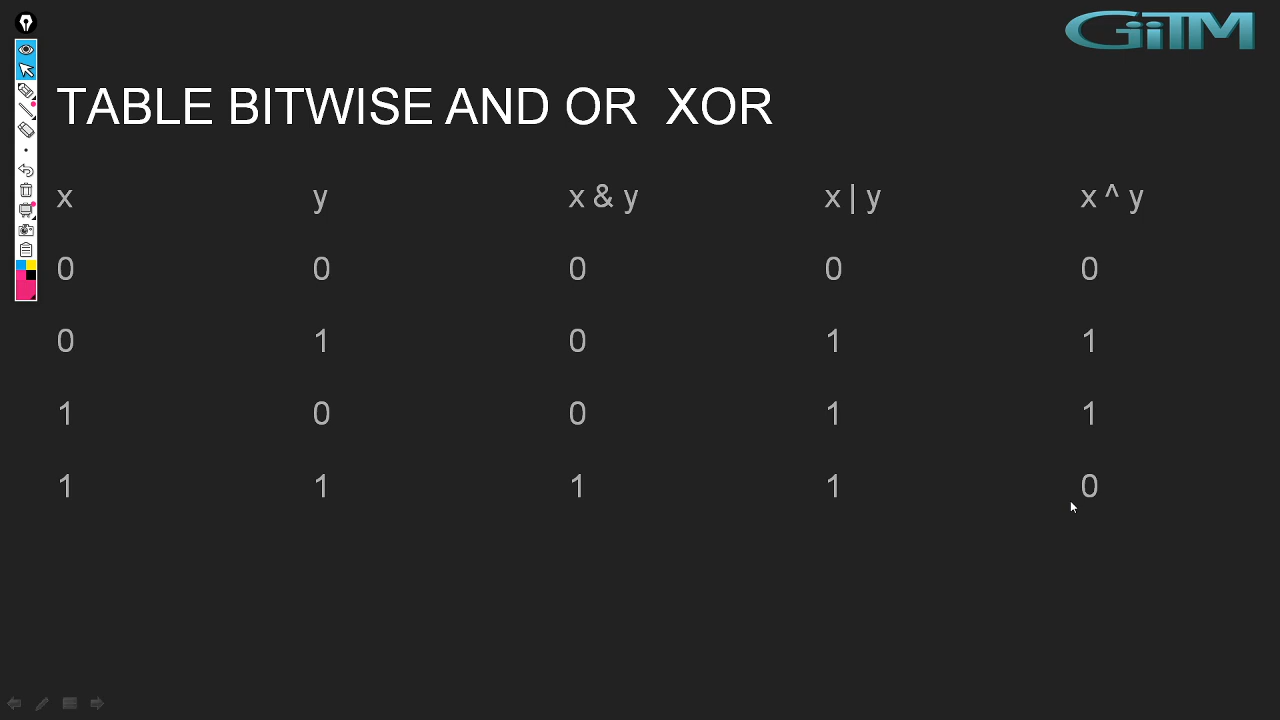 GiTM
TABLE BITWISE AND OR XOR
x y x & y x | y x ^ y
0 0 0 0 0
0 1 0 1 1
1 0 0 1 1
1 1 1 1 0